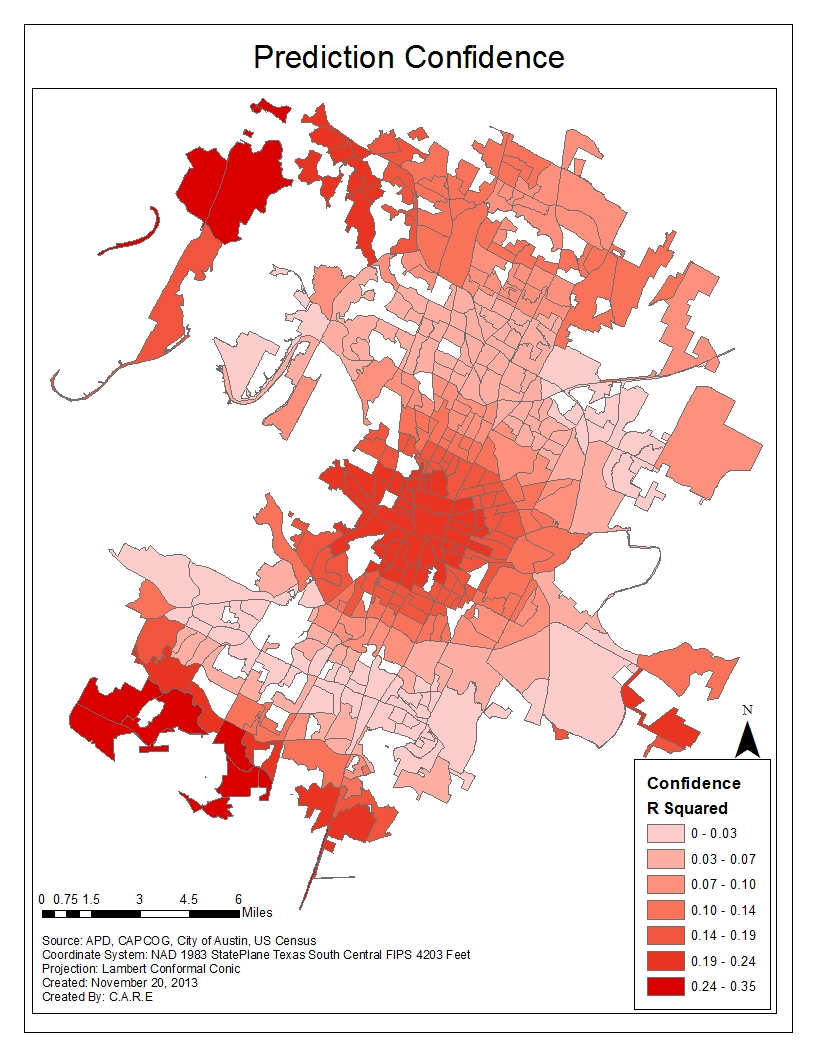 Prediction Confidence
N
Confidence
R Squared
0 - 0.03
0.03 - 0.07
0.07 - 0.10
0.10 - 0.14
0.14 - 0.19
0.19 - 0.24
0.24 - 0.35
0 0.75 1.5 3 4.5 6
Miles
Source: APD, CAPCOG, City of Austin, US Census
Coordinate System: NAD 1983 StatePlane Texas South Central FIPS 4203 Feet
Projection: Lambert Conformal Conic
Created: November 20, 2013
Created By: C.A.R.E